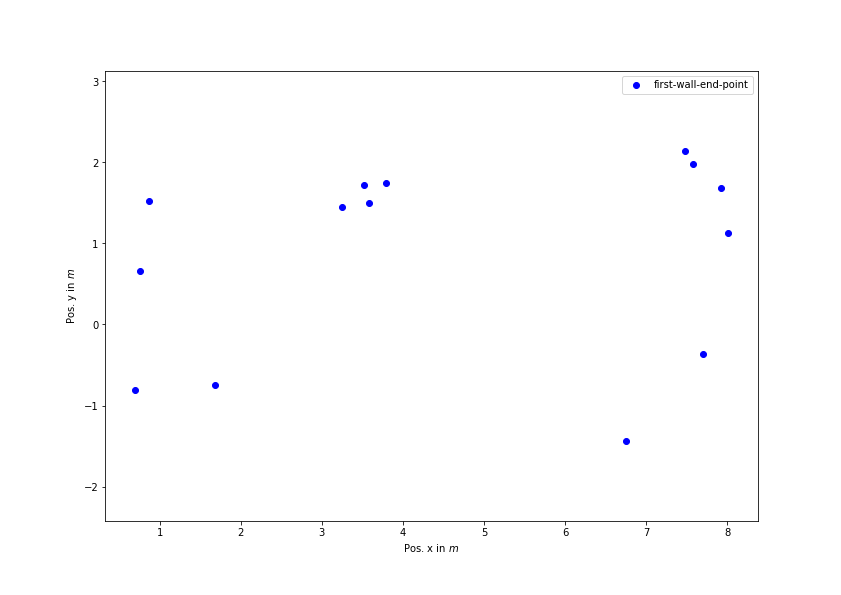 first-wall-end-point
3
2
1
0
−1
−2
Pos. y in m
1 2 3 4 5 6 7 8
Pos. x in m